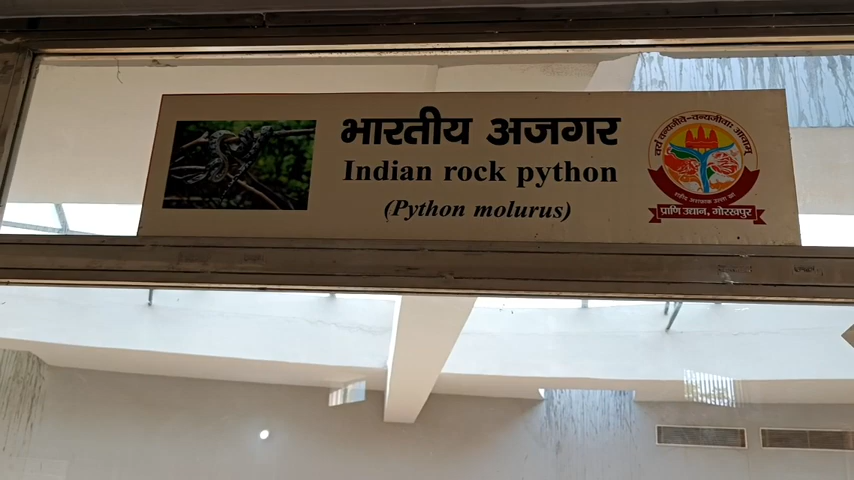 भारतीय अजगर
Indian rock python
(Python molurus)
प्राणि उद्यान, गोरखपुर